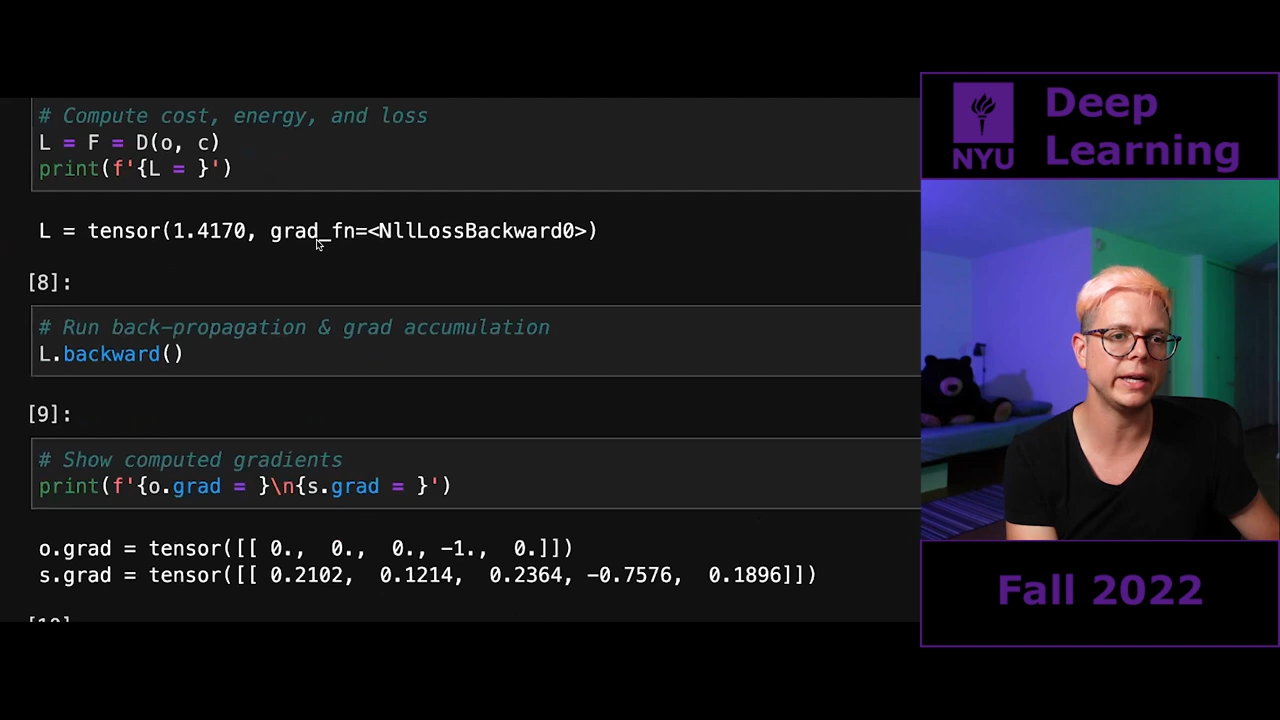 # Compute cost, energy, and loss
L = F = D(o, c)
print(f'{L = }')
L = tensor(1.4170, grad_fn=<NllLossBackward0>)
[8]:
# Run back-propagation & grad accumulation
L.backward()
[9]:
# Show computed gradients
print(f'{o.grad = }\n{s.grad = }')
o.grad = tensor([[ 0., 0., 0., -1., 0.]])
s.grad = tensor([[ 0.2102, 0.1214, 0.2364, -0.7576, 0.1896]])
NYU
Deep
Learning
Fall 2022